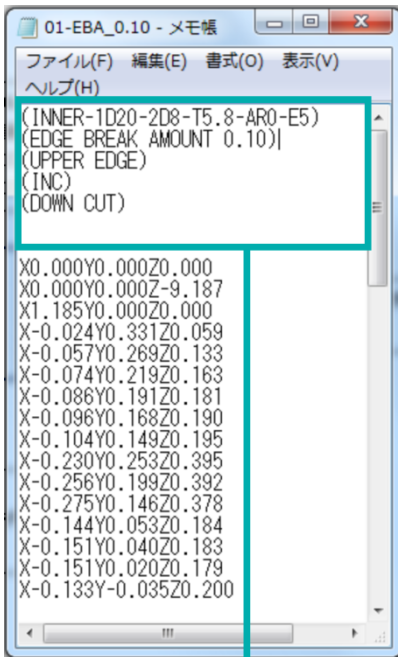 01-EBA_0.10 - メモ帳
ファイル(F) 編集(E) 書式(O) 表示(V)
ヘルプ(H)
(INNER-1D20-2D8-T5.8-AR0-E5)
(EDGE BREAK AMOUNT 0.10)
(UPPER EDGE)
(INC)
(DOWN CUT)
X0.000Y0.000Z0.000
X0.000Y0.000Z-9.187
X1.185Y0.000Z0.000
X-0.024Y0.331Z0.059
X-0.057Y0.269Z0.133
X-0.074Y0.219Z0.163
X-0.086Y0.191Z0.181
X-0.096Y0.168Z0.190
X-0.104Y0.149Z0.195
X-0.230Y0.253Z0.395
X-0.256Y0.199Z0.392
X-0.275Y0.146Z0.378
X-0.144Y0.053Z0.184
X-0.151Y0.040Z0.183
X-0.151Y0.020Z0.179
X-0.133Y-0.035Z0.200